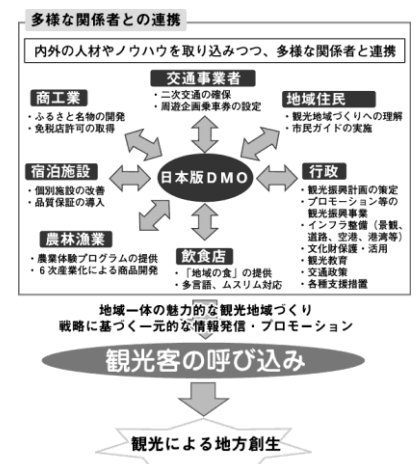 多様な関係者との連携
内外の人材やノウハウを取り込みつつ、多様な関係者と連携
交通事業者
・二次交通の確保
・周遊企画乗車券の設定
商工業
・ふるさと名物の開発
・免税店許可の取得
地域住民
・観光地域づくりへの理解
・市民ガイドの実施
宿泊施設
・個別施設の改善
・品質保証の導入
日本版DMO
行政
・観光振興計画の策定
・プロモーション等の
観光振興事業
・インフラ整備（景観、
道路、空港、港湾等）
・文化財保護・活用
・観光教育
・交通政策
・各種支援措置
農林漁業
・農業体験プログラムの提供
・6次産業化による商品開発
飲食店
・「地域の食」の提供
・多言語、ムスリム対応
地域一体の魅力的な観光地域づくり
戦略に基づく一元的な情報発信・プロモーション
観光客の呼び込み
観光による地方創生